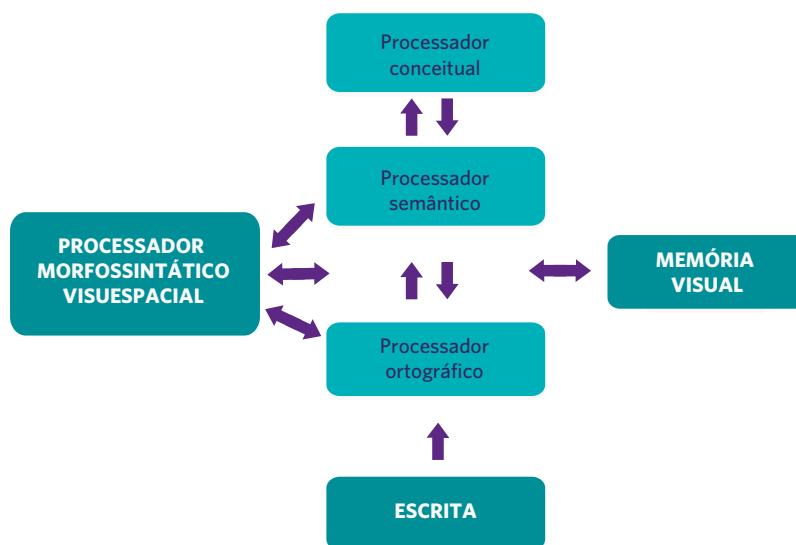 Processador
conceitual
Processador
semântico
PROCESSADOR
MORFOSSINTÁTICO
VISUESPACIAL
MEMÓRIA
VISUAL
Processador
ortográfico
ESCRITA